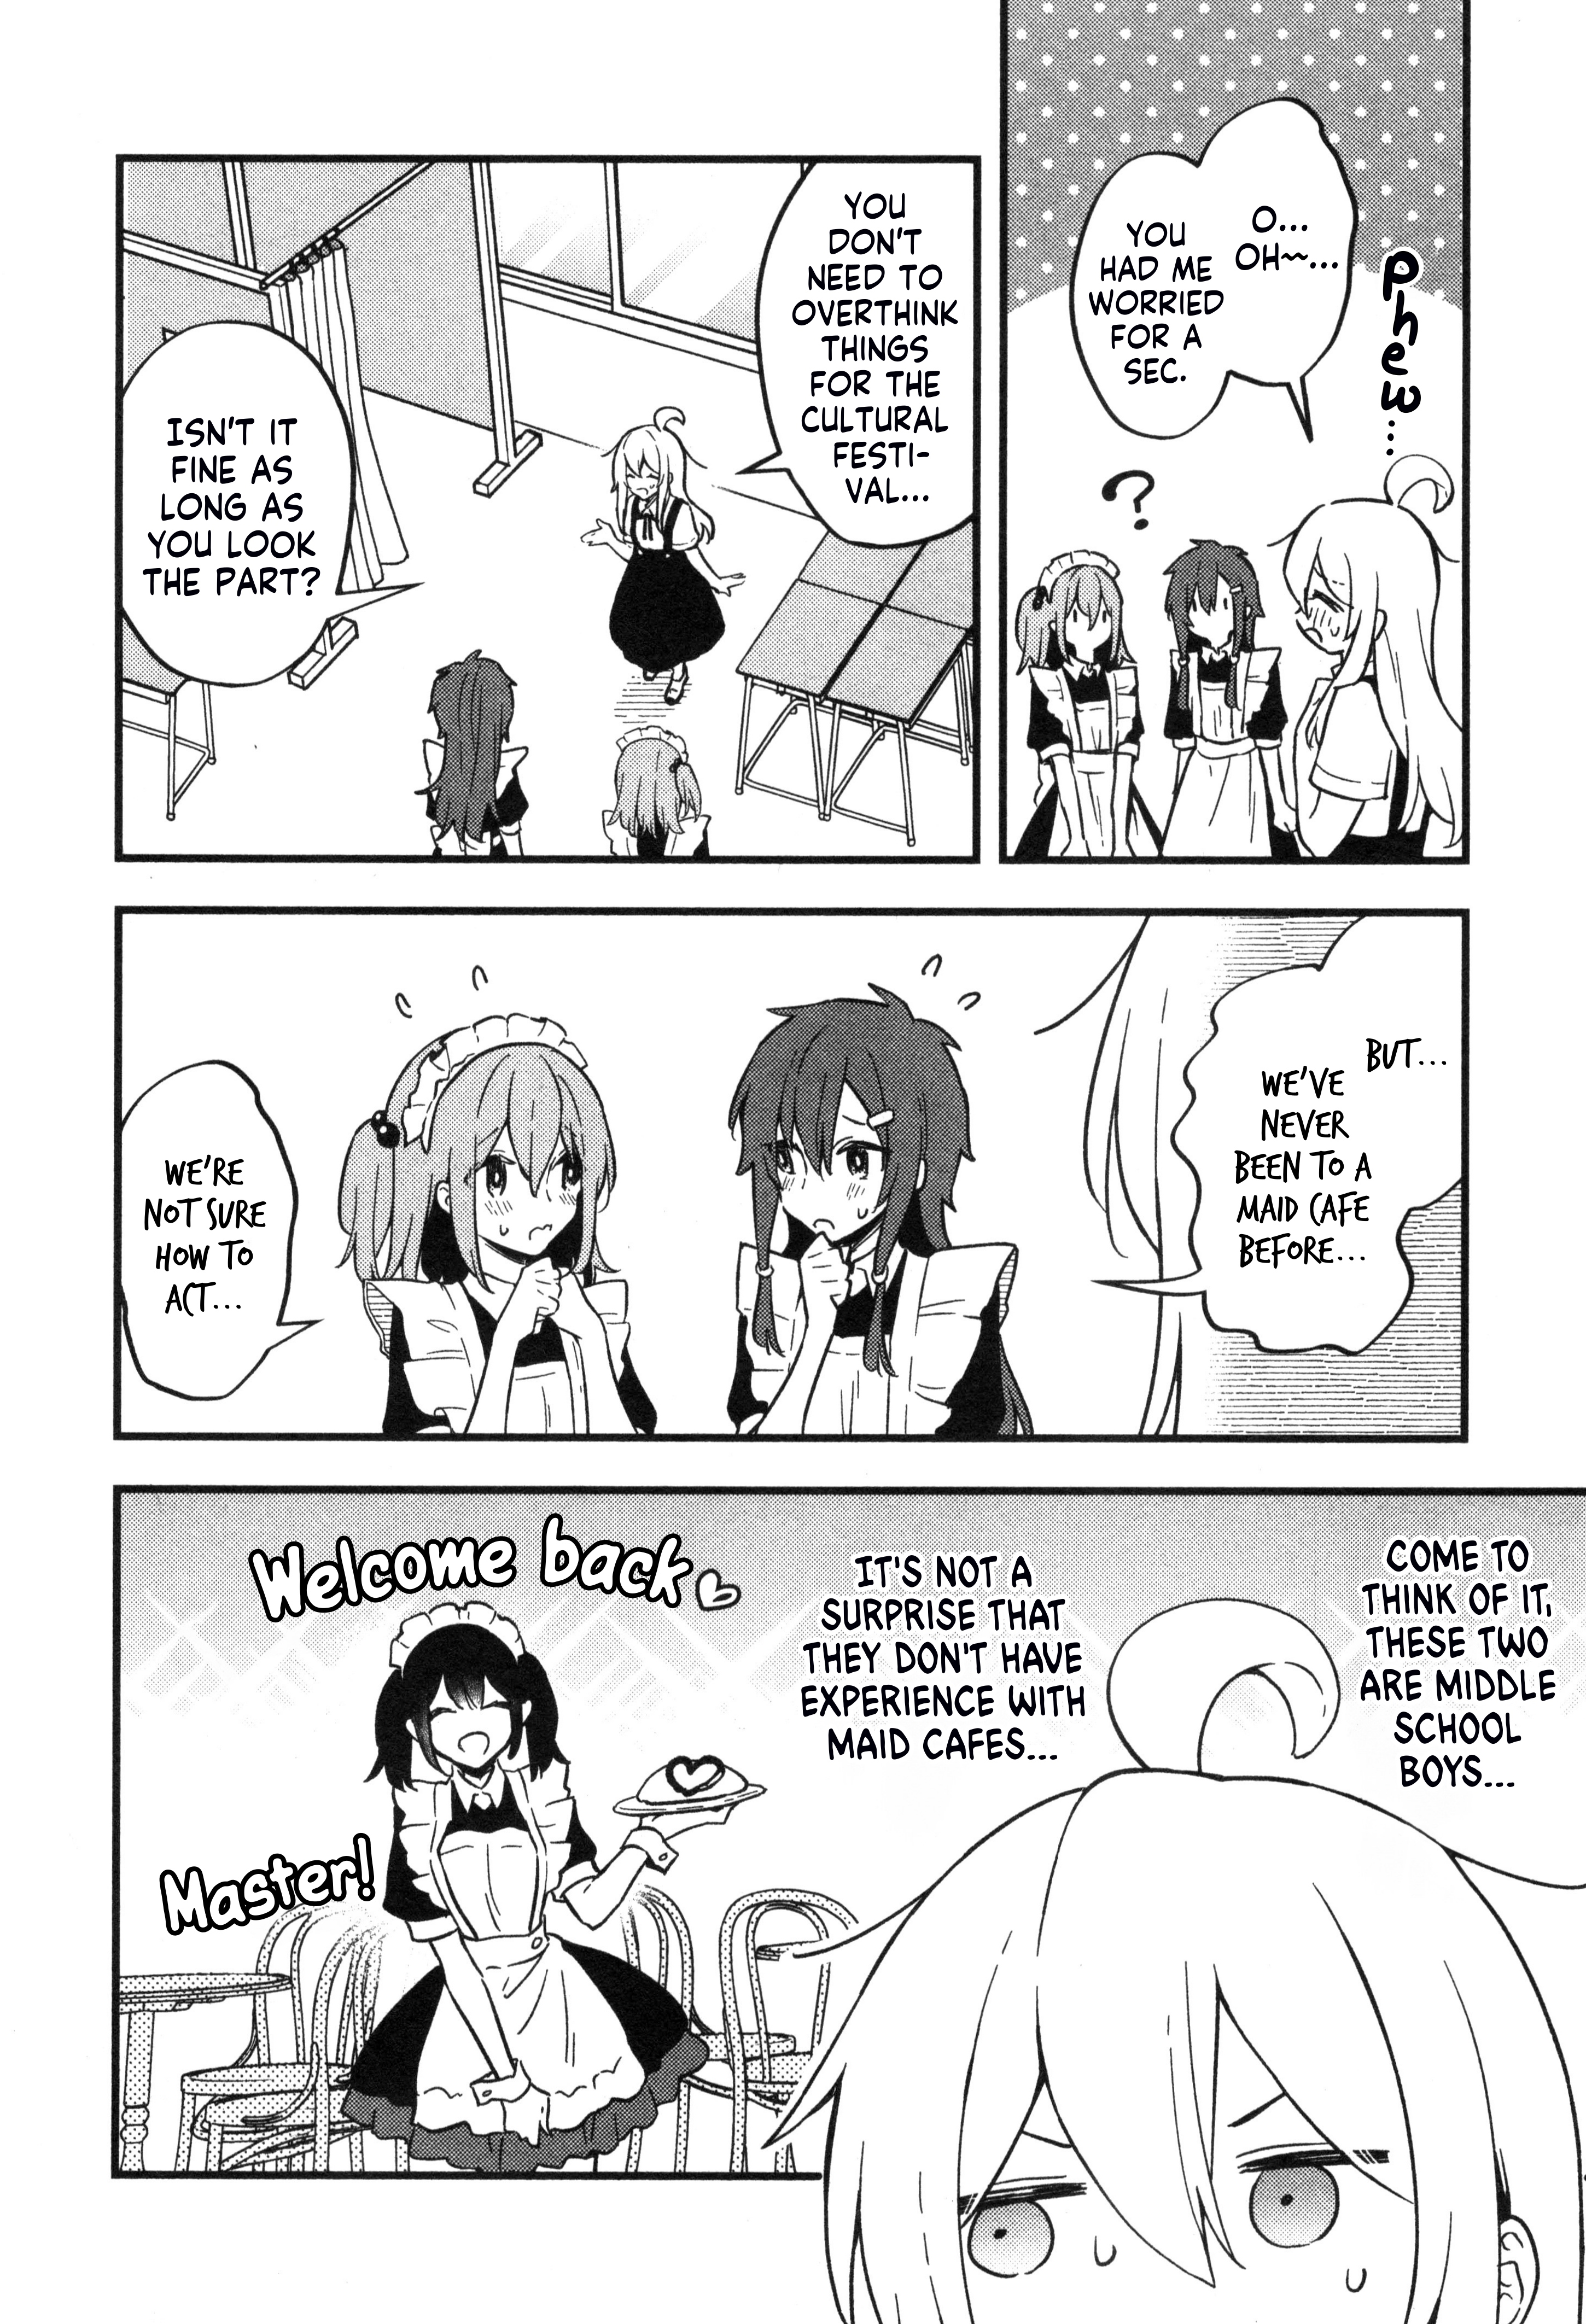 O...
OH~~...
YOU
HAD ME
WORRIED
FOR A
SEC.
Phew...
?
YOU
DON'T
NEED TO
OVERTHINK
THINGS
FOR THE
CULTURAL
FESTI-
VAL...
ISN'T IT
FINE AS
LONG AS
YOU LOOK
THE PART?
BUT...
WE'VE
NEVER
BEEN TO A
MAID CAFE
BEFORE...
WE'RE
NOT SURE
HOW TO
ACT...
COME TO
THINK OF IT,
THESE TWO
ARE MIDDLE
SCHOOL
BOYS...
IT'S NOT A
SURPRISE THAT
THEY DON'T HAVE
EXPERIENCE WITH
MAID CAFES...
Welcome back♡
Master!